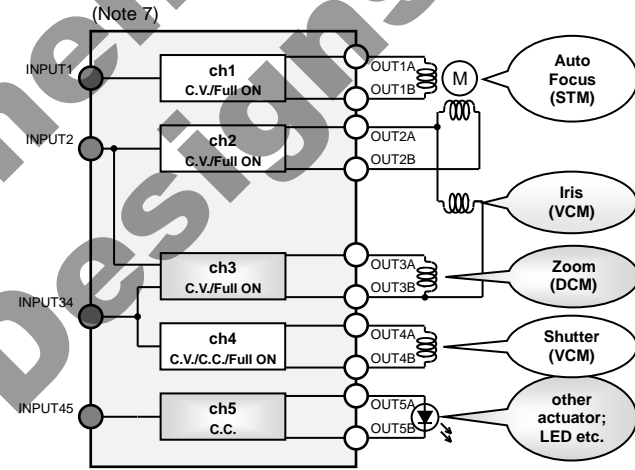 (Note 7)
INPUT1
ch1
C.V./Full ON
OUT1A
OUT1B
M
Auto
Focus
(STM)
INPUT2
ch2
C.V./Full ON
OUT2A
OUT2B
Iris
(VCM)
ch3
C.V./Full ON
OUT3A
OUT3B
Zoom
(DCM)
INPUT34
ch4
C.V./C.C./Full ON
OUT4A
OUT4B
Shutter
(VCM)
INPUT45
ch5
C.C.
OUT5A
OUT5B
other
actuator;
LED etc.
Designs